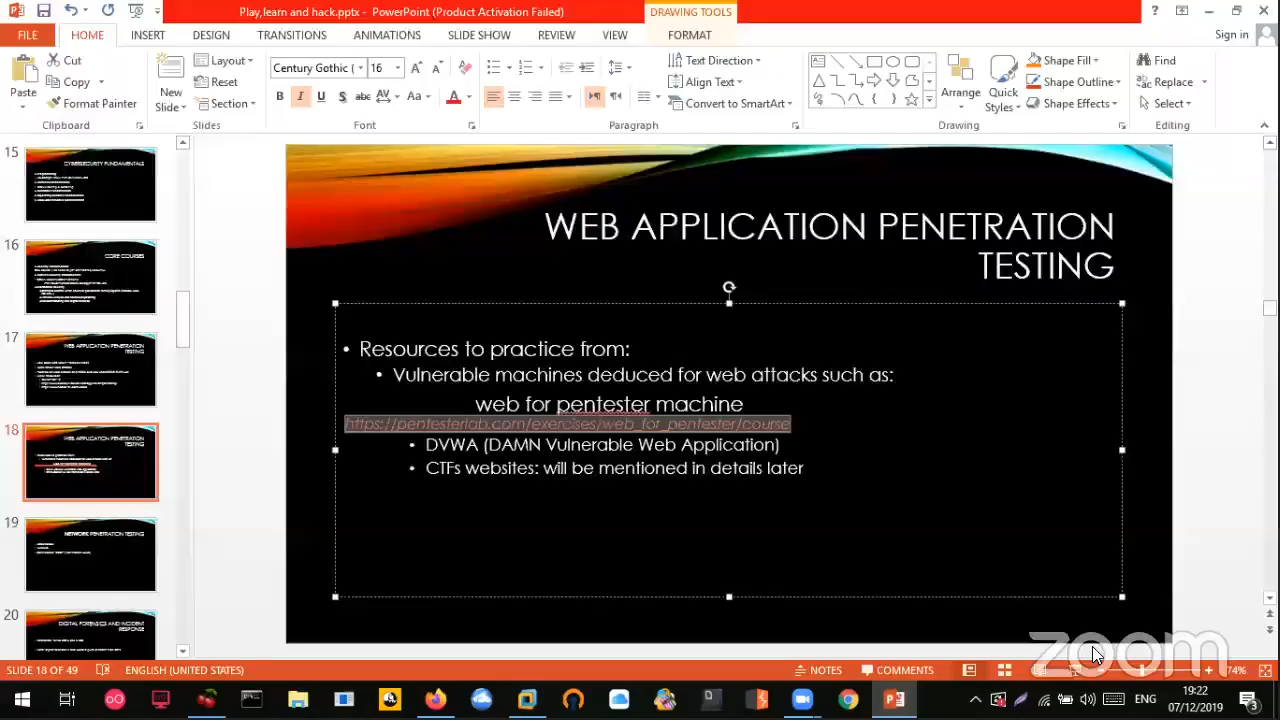 Play,learn and hack.pptx - PowerPoint (Product Activation Failed)
DRAWING TOOLS
FILE HOME INSERT DESIGN TRANSITIONS ANIMATIONS SLIDE SHOW REVIEW VIEW FORMAT
Sign in
Paste
Cut
Copy
Format Painter
Clipboard
New
Slide
Layout
Reset
Section
Slides
Century Gothic ( 16
Font
Paragraph
Text Direction
Align Text
Convert to SmartArt
Arrange
Quick
Styles
Shape Fill
Shape Outline
Shape Effects
Drawing
Find
Replace
Select
Editing
15
CYBERSECURITY FUNDAMENTALS
16
CORE COURSES
17
WEB APPLICATION PENETRATION
TESTING
18
WEB APPLICATION PENETRATION
TESTING
19
NETWORK PENETRATION TESTING
20
DIGITAL FORENSICS AND INCIDENT
RESPONSE
WEB APPLICATION PENETRATION
TESTING
• Resources to practice from:
• Vulnerable machines deduced for web attacks such as:
web for pentester machine
https://pentesterlab.com/exercises/web_for_pentester/course
• DVWA (DAMN Vulnerable Web Application)
• CTFs websites: will be mentioned in details later
zoom
SLIDE 18 OF 49
ENGLISH (UNITED STATES)
NOTES
COMMENTS
74%
ENG
19:22
07/12/2019
3